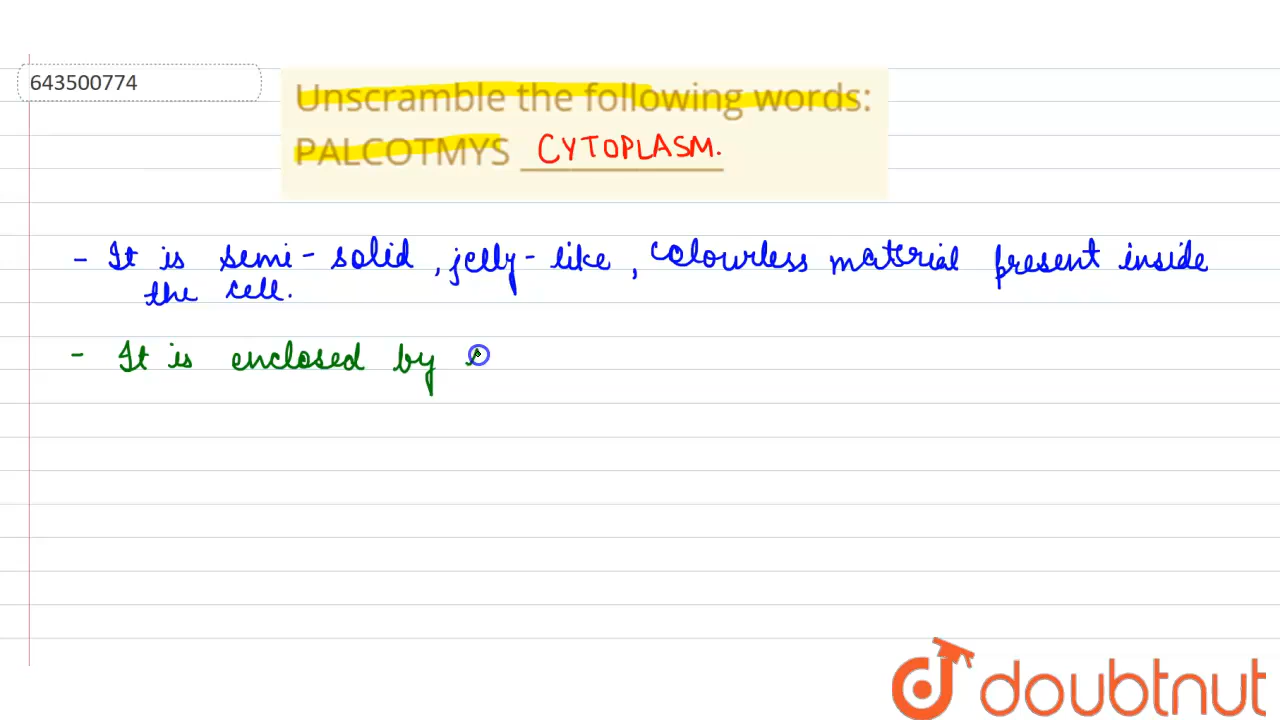 643500774
Unscramble the following words:
PALCOTMYS CYTOPLASM.
- It is semi-solid, jelly-like, colourless material present inside
the cell.
- It is enclosed by
doubtnut